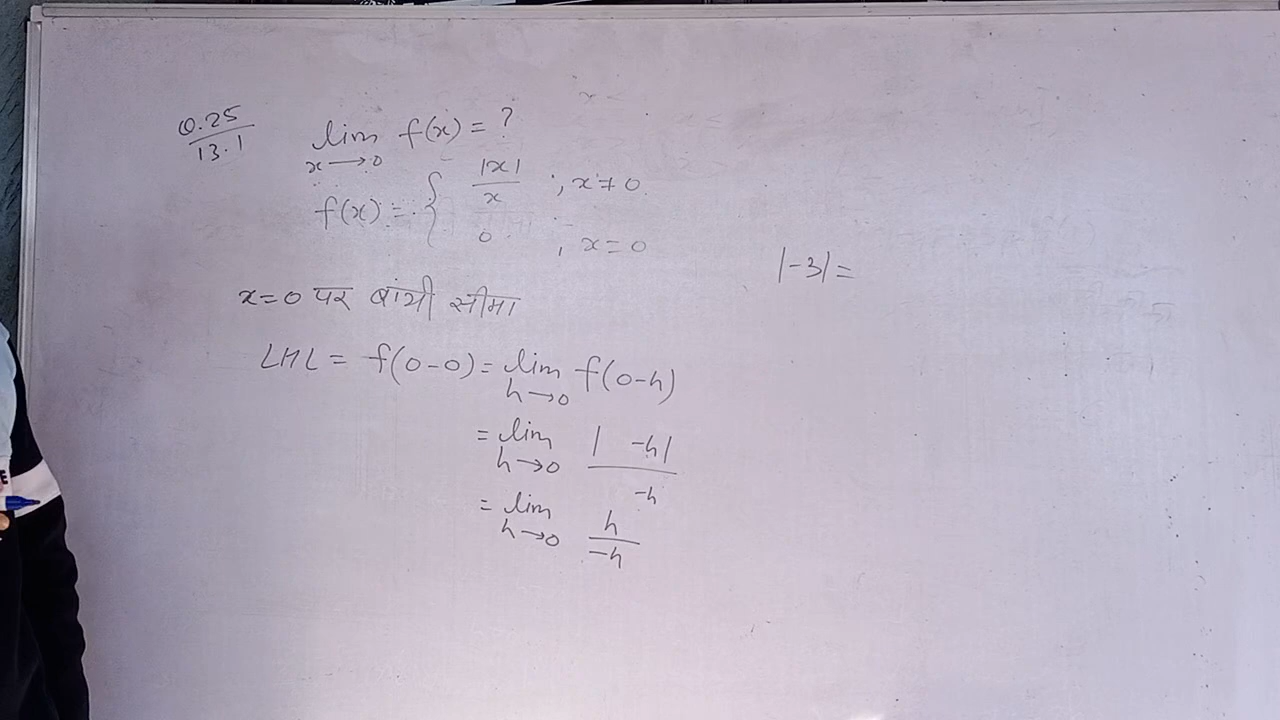 Q.25
13.1
lim f(x) = ?
x→0
f(x) = { |x|/x ; x ≠ 0
0 , x = 0
|-3| =
x=0 पर बांयी सीमा
LHL = f(0-0) = lim f(0-h)
h→0
= lim | -h|
h→0 -h
= lim h
h→0 -h